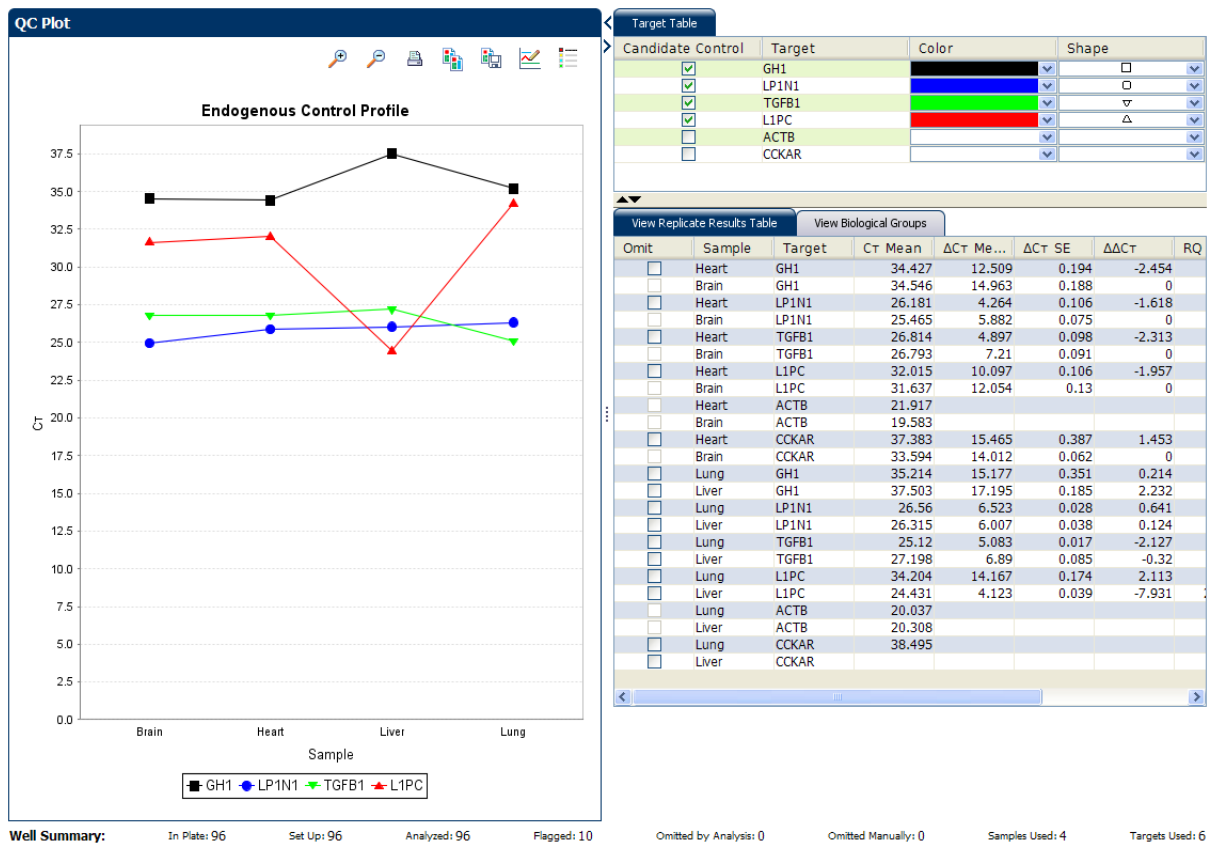 QC Plot
Endogenous Control Profile
37.5
35.0
32.5
30.0
27.5
25.0
22.5
20.0
17.5
15.0
12.5
10.0
7.5
5.0
2.5
0.0
Cт
Brain Heart Liver Lung
Sample
GH1 LP1N1 TGFB1 L1PC
Target Table
Candidate Control Target Color Shape
GH1
LP1N1
TGFB1
L1PC
ACTB
CCKAR
View Replicate Results Table View Biological Groups
Omit Sample Target Cт Mean ΔCт Me... ΔCт SE ΔΔCт RQ
Heart GH1 34.427 12.509 0.194 -2.454
Brain GH1 34.546 14.963 0.188 0
Heart LP1N1 26.181 4.264 0.106 -1.618
Brain LP1N1 25.465 5.882 0.075 0
Heart TGFB1 26.814 4.897 0.098 -2.313
Brain TGFB1 26.793 7.21 0.091 0
Heart L1PC 32.015 10.097 0.106 -1.957
Brain L1PC 31.637 12.054 0.13 0
Heart ACTB 21.917
Brain ACTB 19.583
Heart CCKAR 37.383 15.465 0.387 1.453
Brain CCKAR 33.594 14.012 0.062 0
Lung GH1 35.214 15.177 0.351 0.214
Liver GH1 37.503 17.195 0.185 2.232
Lung LP1N1 26.56 6.523 0.028 0.641
Liver LP1N1 26.315 6.007 0.038 0.124
Lung TGFB1 25.12 5.083 0.017 -2.127
Liver TGFB1 27.198 6.89 0.085 -0.32
Lung L1PC 34.204 14.167 0.174 2.113
Liver L1PC 24.431 4.123 0.039 -7.931
Lung ACTB 20.037
Liver ACTB 20.308
Lung CCKAR 38.495
Liver CCKAR
Well Summary: In Plate: 96 Set Up: 96 Analyzed: 96 Flagged: 10 Omitted by Analysis: 0 Omitted Manually: 0 Samples Used: 4 Targets Used: 6